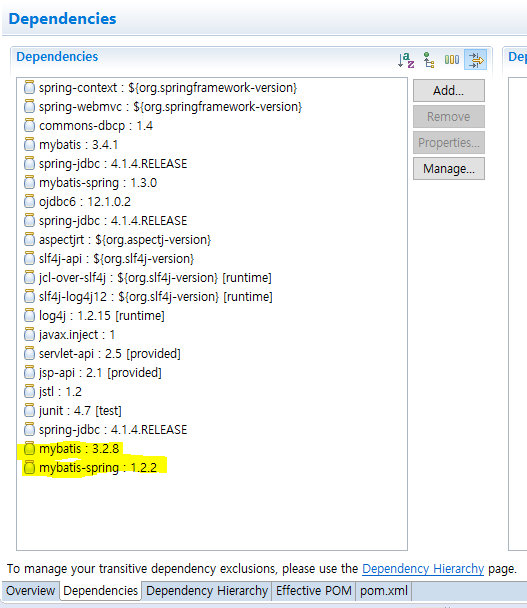 Dependencies
Dependencies
De
spring-context : ${org.springframework-version}
spring-webmvc : ${org.springframework-version}
commons-dbcp : 1.4
mybatis : 3.4.1
spring-jdbc : 4.1.4.RELEASE
mybatis-spring : 1.3.0
ojdbc6 : 12.1.0.2
spring-jdbc : 4.1.4.RELEASE
aspectjrt : ${org.aspectj-version}
slf4j-api : ${org.slf4j-version}
jcl-over-slf4j : ${org.slf4j-version} [runtime]
slf4j-log4j12 : ${org.slf4j-version} [runtime]
log4j : 1.2.15 [runtime]
javax.inject : 1
servlet-api : 2.5 [provided]
jsp-api : 2.1 [provided]
jstl : 1.2
junit : 4.7 [test]
spring-jdbc : 4.1.4.RELEASE
mybatis : 3.2.8
mybatis-spring : 1.2.2
Add...
Remove
Properties...
Manage...
To manage your transitive dependency exclusions, please use the Dependency Hierarchy page.
Overview Dependencies Dependency Hierarchy Effective POM pom.xml